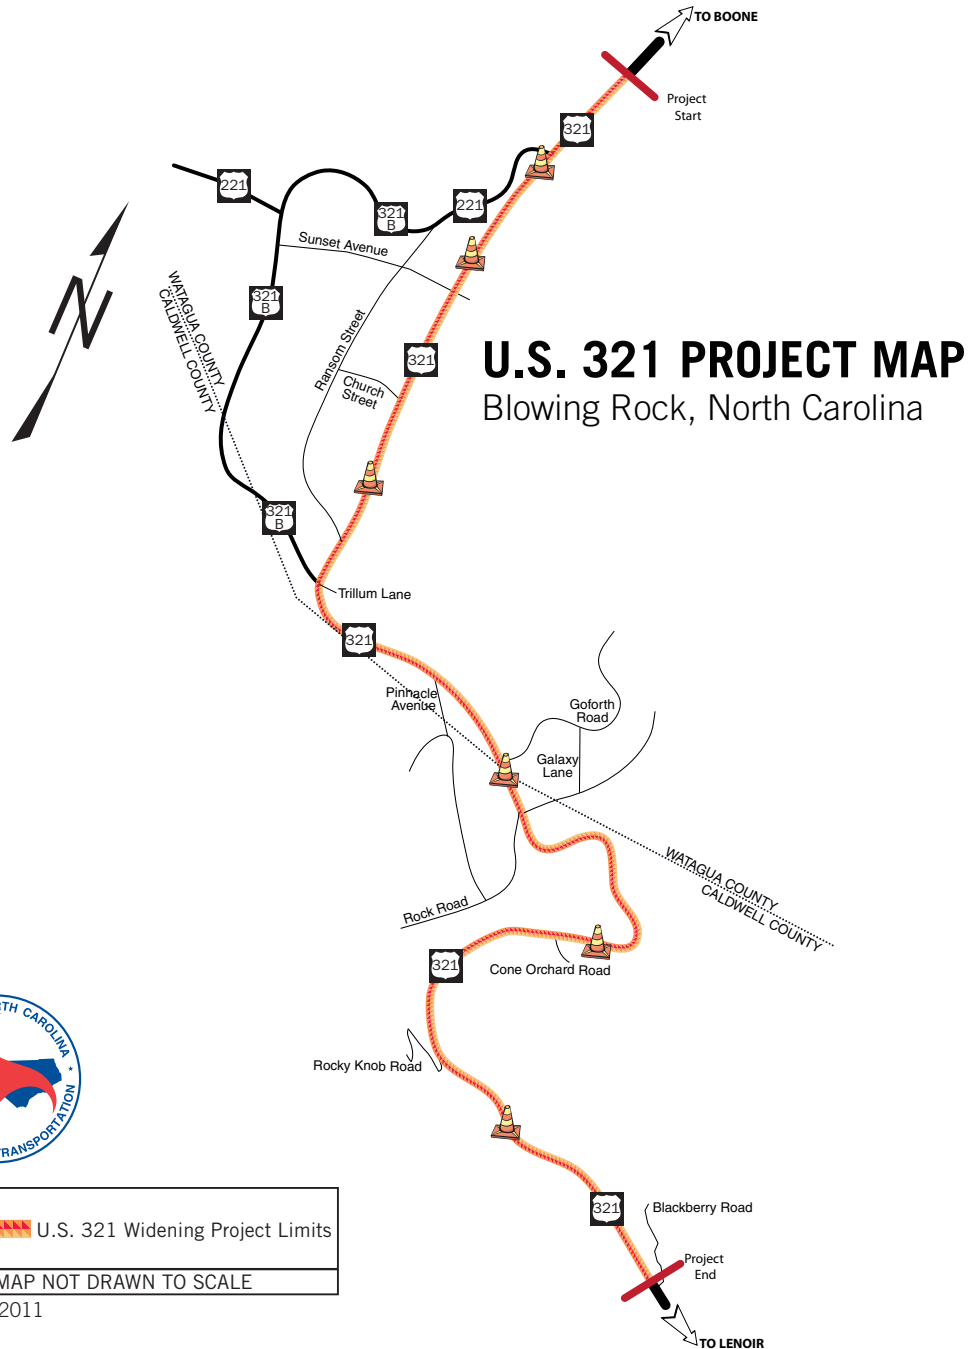 TO BOONE
Project
Start
321
221
321
B
221
Sunset Avenue
321
B
WATAGUA COUNTY
CALDWELL COUNTY
Ransom Street
321
U.S. 321 PROJECT MAP
Blowing Rock, North Carolina
Church
Street
321
B
Trillum Lane
321
Pinnacle
Avenue
Goforth
Road
Galaxy
Lane
WATAGUA COUNTY
CALDWELL COUNTY
Rock Road
321
Cone Orchard Road
Rocky Knob Road
CAROLINA
TRANSPORTATION
321
Blackberry Road
U.S. 321 Widening Project Limits
Project
End
MAP NOT DRAWN TO SCALE
2011
TO LENOIR